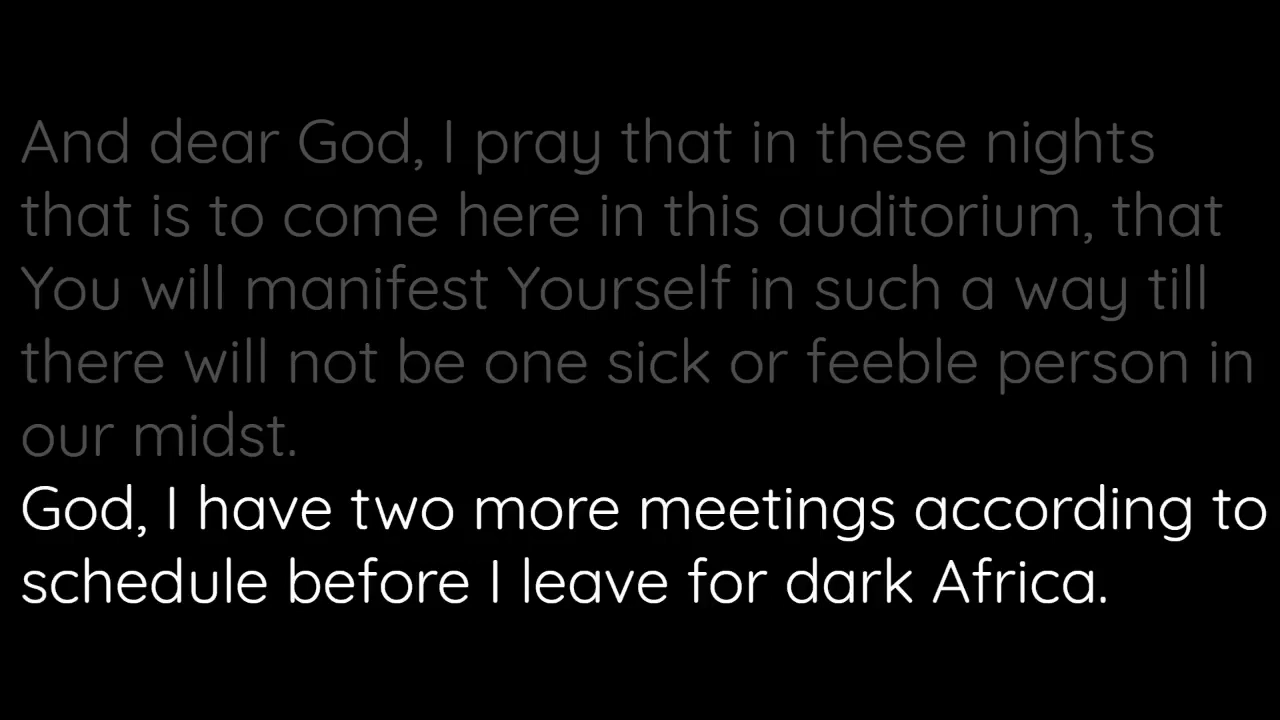 And dear God, I pray that in these nights
that is to come here in this auditorium, that
You will manifest Yourself in such a way till
there will not be one sick or feeble person in
our midst.
God, I have two more meetings according to
schedule before I leave for dark Africa.